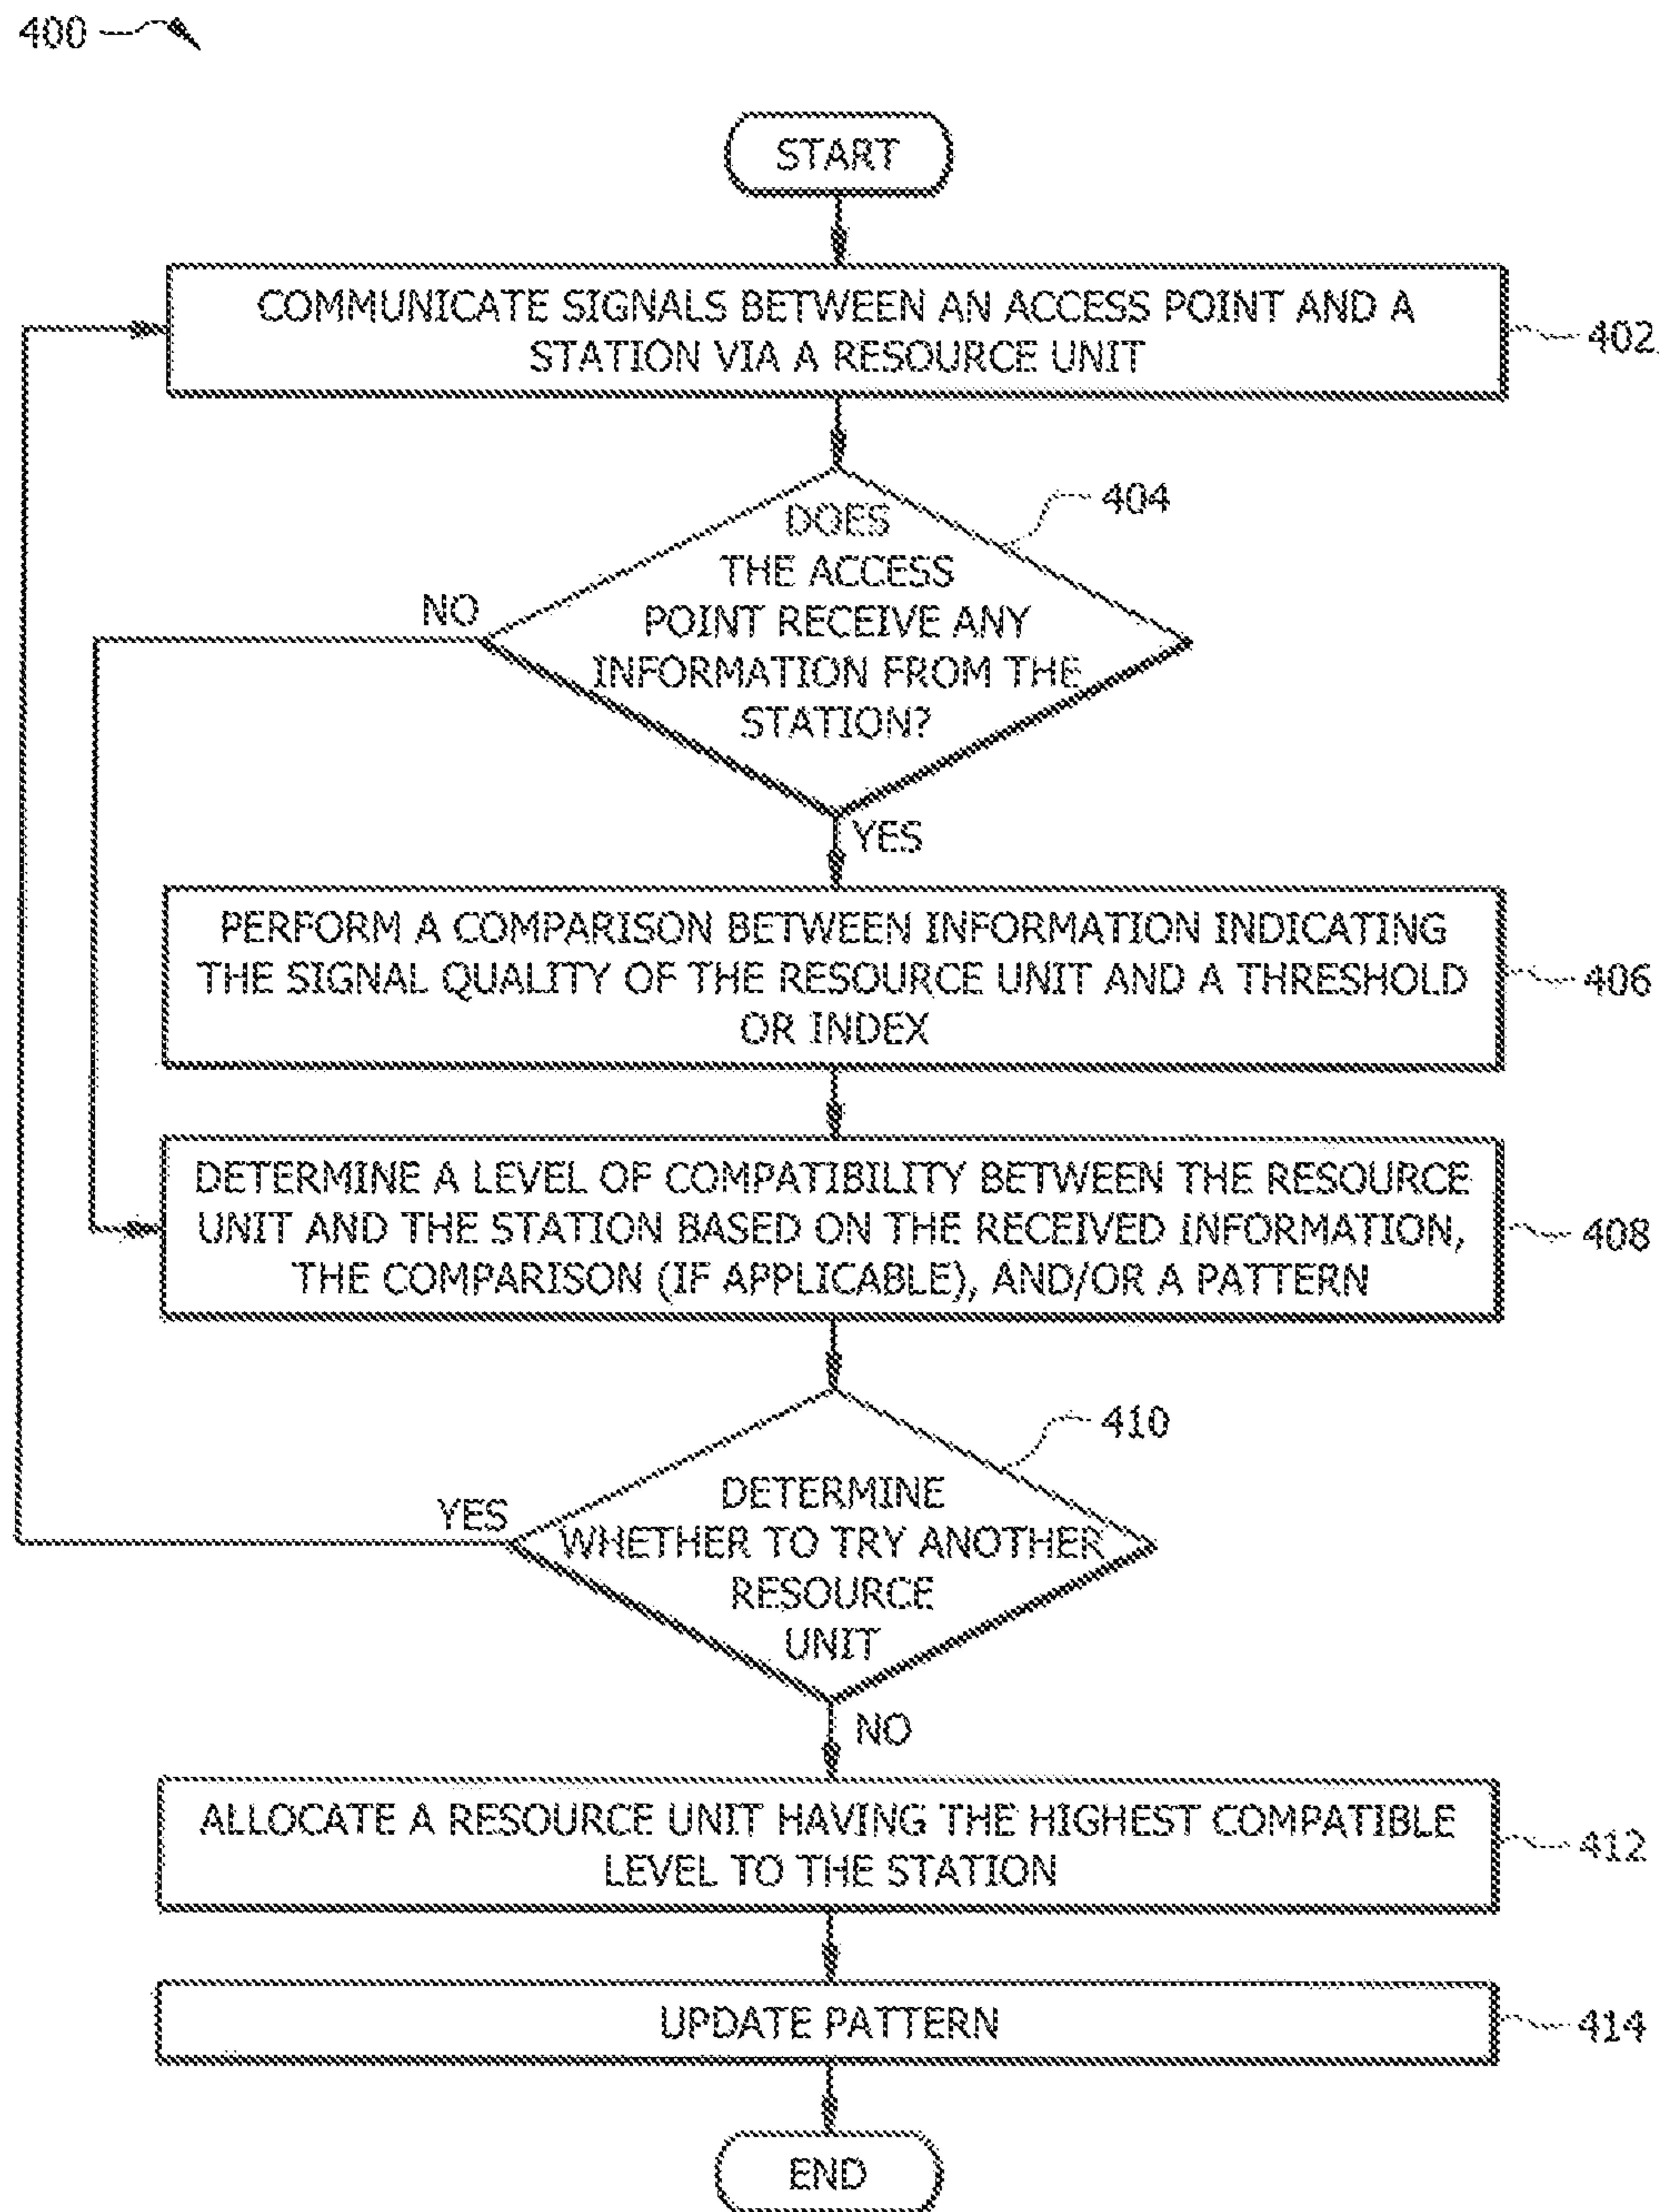 400
START
COMMUNICATE SIGNALS BETWEEN AN ACCESS POINT AND A
STATION VIA A RESOURCE UNIT
402
404
DOES
THE ACCESS
POINT RECEIVE ANY
INFORMATION FROM THE
STATION?
NO
YES
PERFORM A COMPARISON BETWEEN INFORMATION INDICATING
THE SIGNAL QUALITY OF THE RESOURCE UNIT AND A THRESHOLD
OR INDEX
406
DETERMINE A LEVEL OF COMPATIBILITY BETWEEN THE RESOURCE
UNIT AND THE STATION BASED ON THE RECEIVED INFORMATION,
THE COMPARISON (IF APPLICABLE), AND/OR A PATTERN
408
410
DETERMINE
WHETHER TO TRY ANOTHER
RESOURCE
UNIT
YES
NO
ALLOCATE A RESOURCE UNIT HAVING THE HIGHEST COMPATIBLE
LEVEL TO THE STATION
412
UPDATE PATTERN
414
END